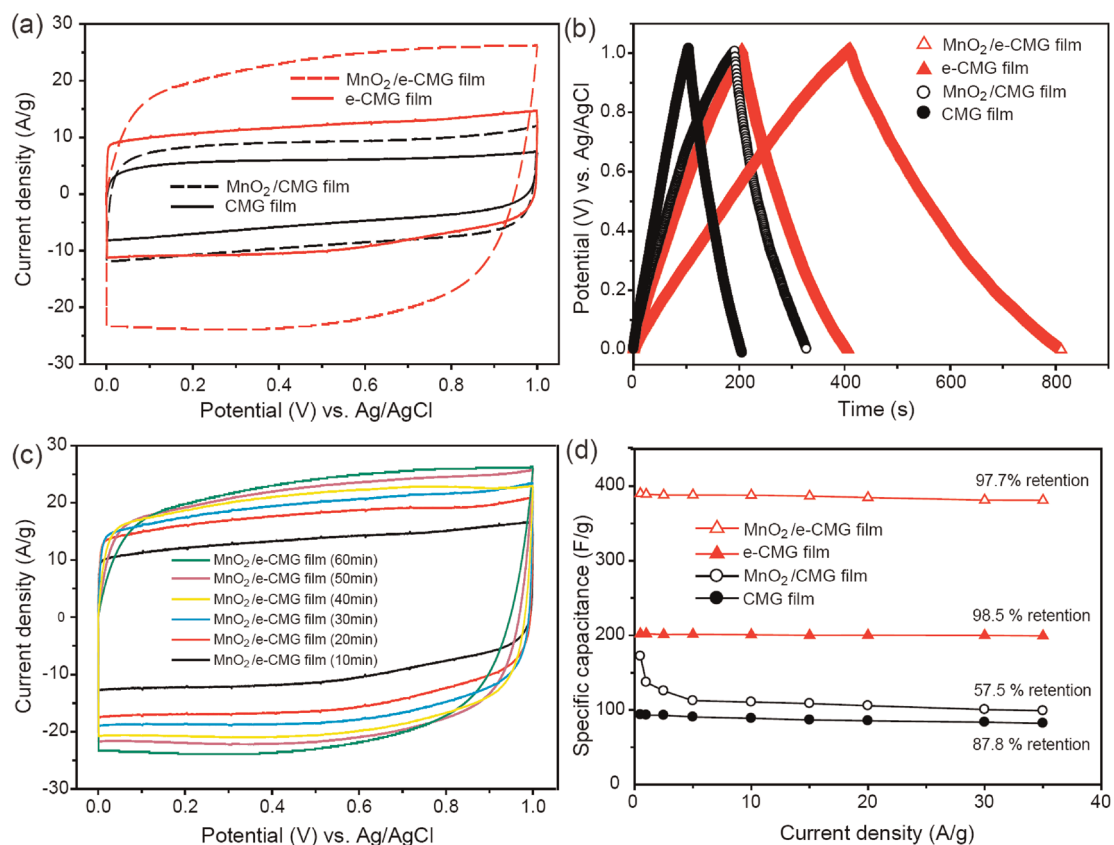 (a)
30
20
10
0
-10
-20
-30
Current density (A/g)
MnO2/e-CMG film
e-CMG film
MnO2/CMG film
CMG film
0.0 0.2 0.4 0.6 0.8 1.0
Potential (V) vs. Ag/AgCl
(b)
1.0
0.8
0.6
0.4
0.2
0.0
Potential (V) vs. Ag/AgCl
MnO2/e-CMG film
e-CMG film
MnO2/CMG film
CMG film
0 200 400 600 800
Time (s)
(c)
30
20
10
0
-10
-20
-30
Current density (A/g)
MnO2/e-CMG film (60min)
MnO2/e-CMG film (50min)
MnO2/e-CMG film (40min)
MnO2/e-CMG film (30min)
MnO2/e-CMG film (20min)
MnO2/e-CMG film (10min)
0.0 0.2 0.4 0.6 0.8 1.0
Potential (V) vs. Ag/AgCl
(d)
400
300
200
100
0
Specific capacitance (F/g)
97.7% retention
MnO2/e-CMG film
e-CMG film
MnO2/CMG film
CMG film
98.5 % retention
57.5 % retention
87.8 % retention
0 10 20 30 40
Current density (A/g)